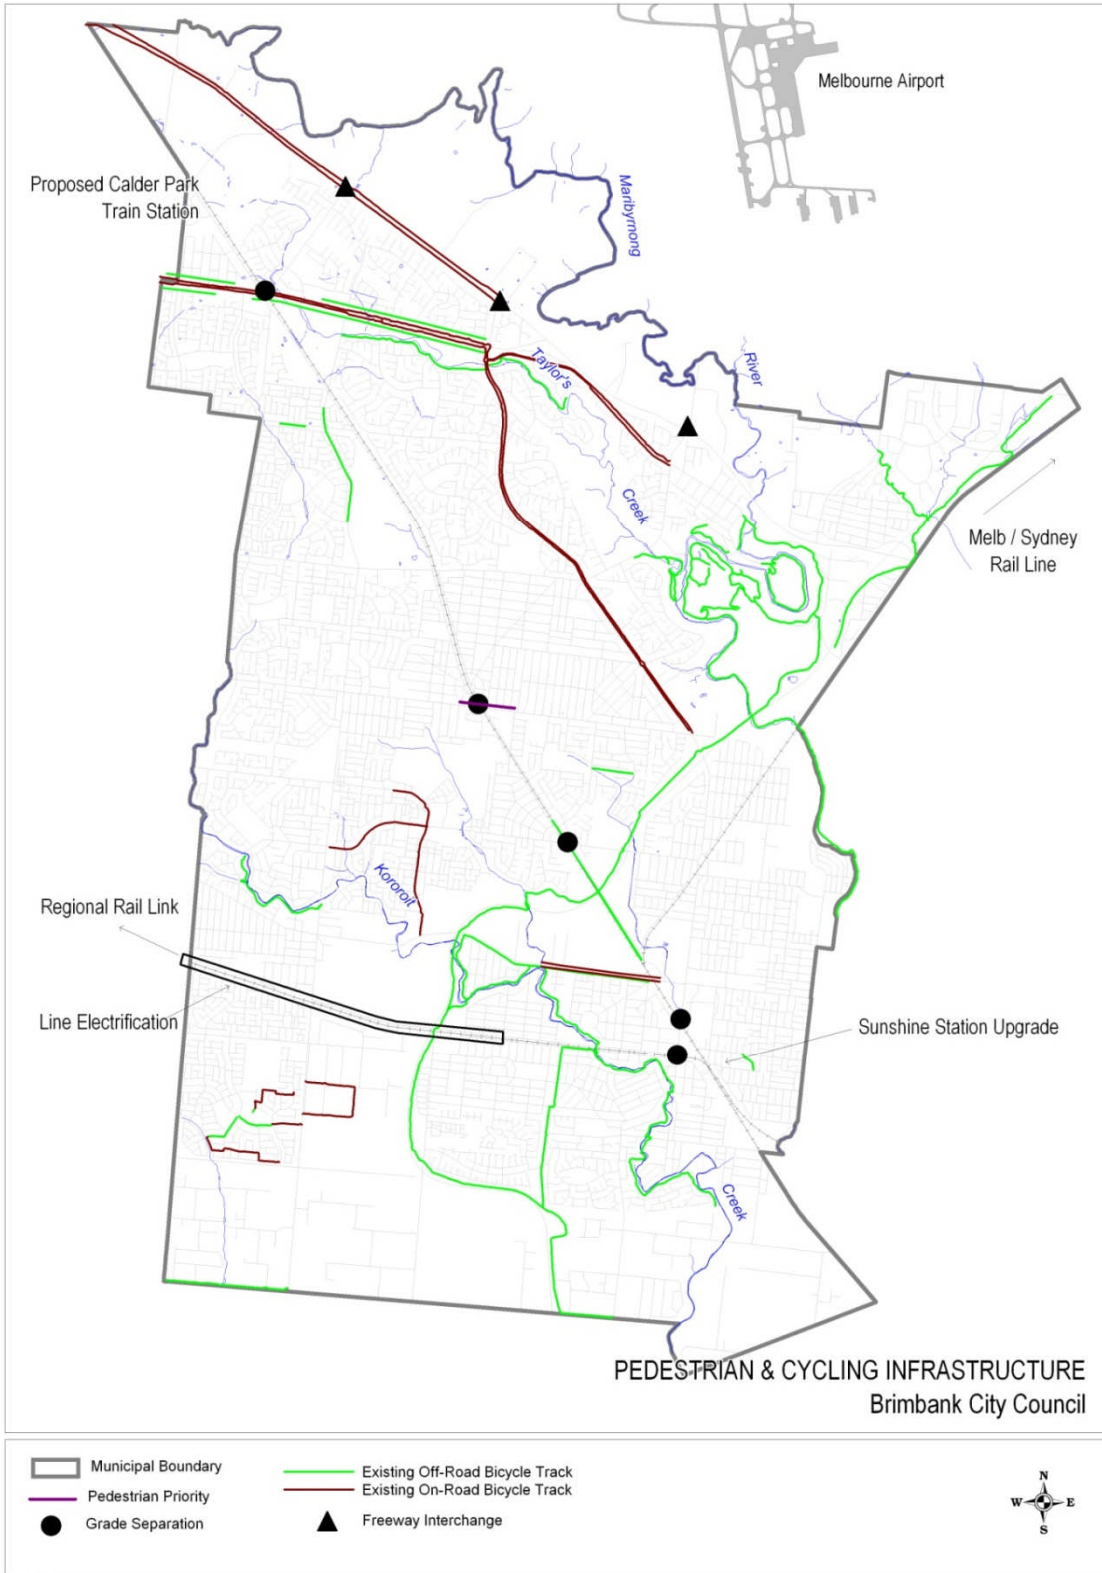 Melbourne Airport
Proposed Calder Park
Train Station
Maribyrnong
River
Taylor's
Creek
Melb / Sydney
Rail Line
Kororoit
Regional Rail Link
Line Electrification
Sunshine Station Upgrade
Creek
PEDESTRIAN & CYCLING INFRASTRUCTURE
Brimbank City Council
Municipal Boundary
Existing Off-Road Bicycle Track
Pedestrian Priority
Existing On-Road Bicycle Track
Grade Separation
Freeway Interchange
N
W E
S